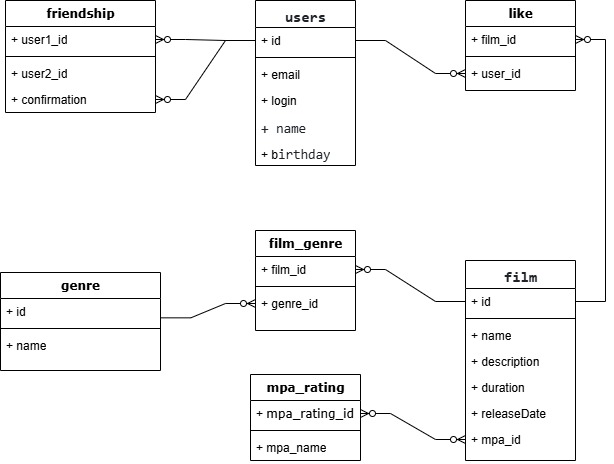 friendship
+ user1_id
+ user2_id
+ confirmation
users
+ id
+ email
+ login
+ name
+ birthday
like
+ film_id
+ user_id
film_genre
+ film_id
+ genre_id
genre
+ id
+ name
film
+ id
+ name
+ description
+ duration
+ releaseDate
+ mpa_id
mpa_rating
+ mpa_rating_id
+ mpa_name